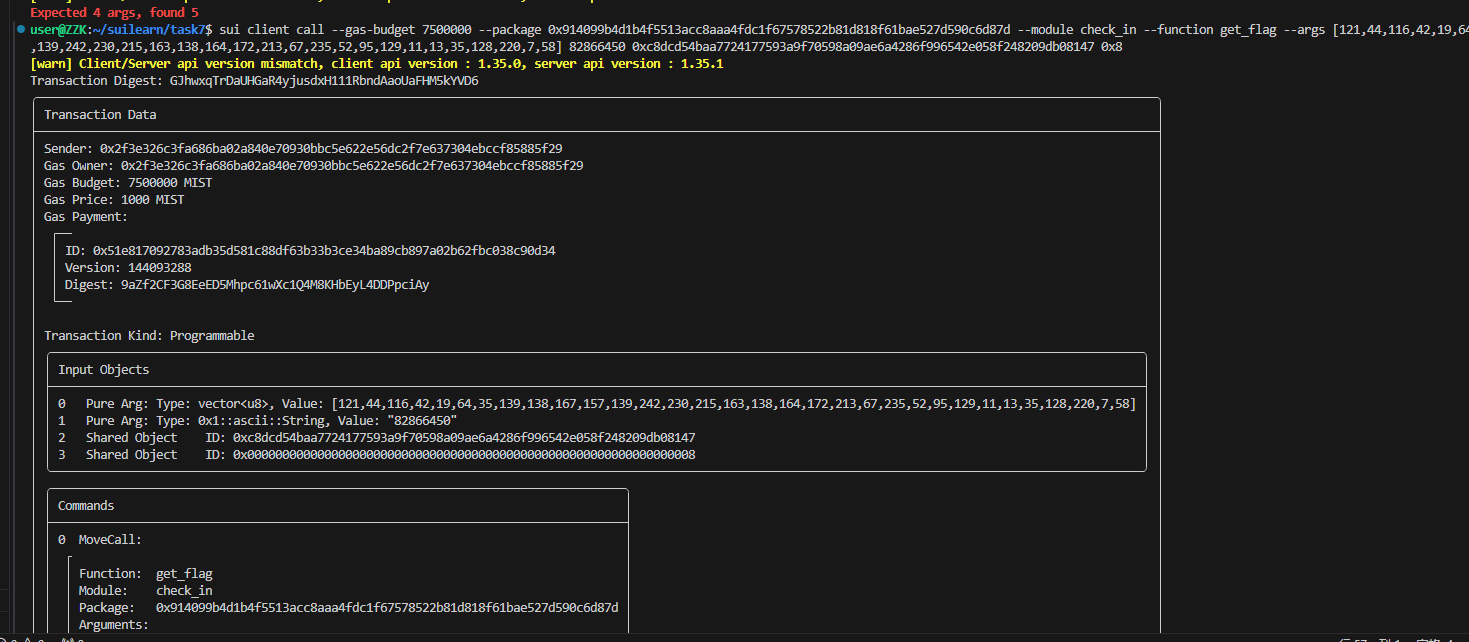 Expected 4 args, found 5
user@ZZK:~/suilearn/task7$ sui client call --gas-budget 7500000 --package 0x914099b4d1b4f5513acc8aaa4fdc1f67578522b81d818f61bae527d590c6d87d --module check_in --function get_flag --args [121,44,116,42,19,64
,139,242,230,215,163,138,164,172,213,67,235,52,95,129,11,13,35,128,220,7,58] 82866450 0xc8dcd54baa7724177593a9f70598a09ae6a4286f996542e058f248209db08147 0x8
[warn] Client/Server api version mismatch, client api version : 1.35.0, server api version : 1.35.1
Transaction Digest: GJhwxqTrDaUHGaR4yjusdxH111RbndAaoUaFHM5kYVD6
Transaction Data
Sender: 0x2f3e326c3fa686ba02a840e70930bbc5e622e56dc2f7e637304ebccf85885f29
Gas Owner: 0x2f3e326c3fa686ba02a840e70930bbc5e622e56dc2f7e637304ebccf85885f29
Gas Budget: 7500000 MIST
Gas Price: 1000 MIST
Gas Payment:
ID: 0x51e817092783adb35d581c88df63b33b3ce34ba89cb897a02b62fbc038c90d34
Version: 144093288
Digest: 9aZf2CF3G8EeED5Mhpc61wXc1Q4M8KHbEyL4DDPpciAy
Transaction Kind: Programmable
Input Objects
0 Pure Arg: Type: vector<u8>, Value: [121,44,116,42,19,64,35,139,138,167,157,139,242,230,215,163,138,164,172,213,67,235,52,95,129,11,13,35,128,220,7,58]
1 Pure Arg: Type: 0x1::ascii::String, Value: "82866450"
2 Shared Object ID: 0xc8dcd54baa7724177593a9f70598a09ae6a4286f996542e058f248209db08147
3 Shared Object ID: 0x0000000000000000000000000000000000000000000000000000000000000008
Commands
0 MoveCall:
Function: get_flag
Module: check_in
Package: 0x914099b4d1b4f5513acc8aaa4fdc1f67578522b81d818f61bae527d590c6d87d
Arguments: